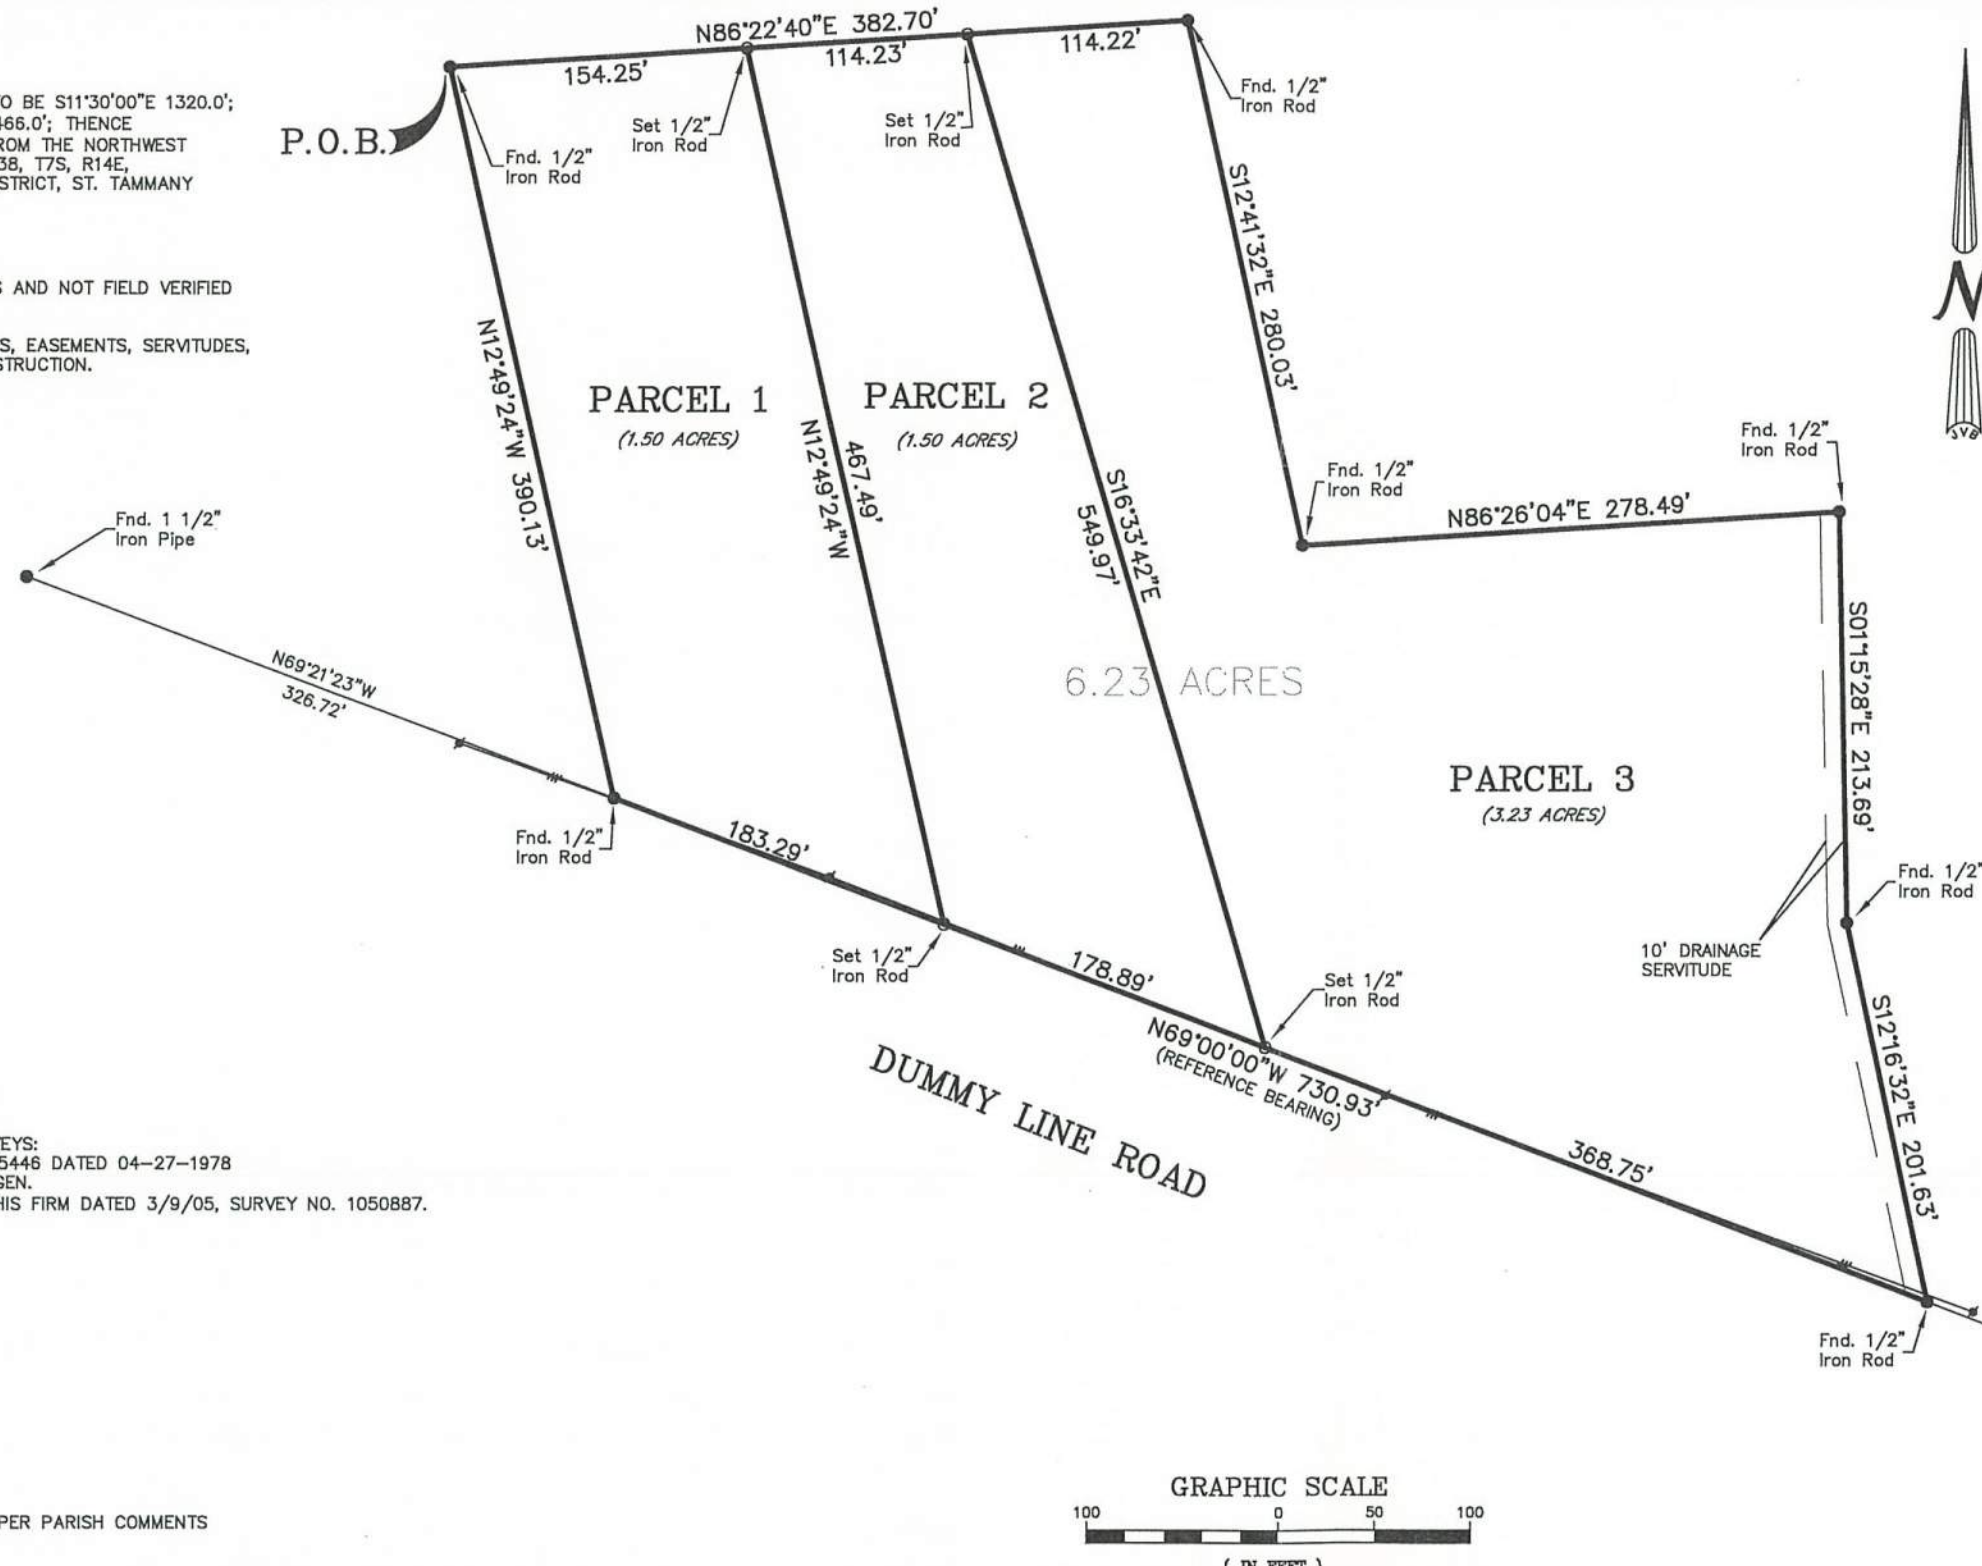 O BE S11°30'00"E 1320.0';
466.0'; THENCE
ROM THE NORTHWEST
38, T7S, R14E,
STRICT, ST. TAMMANY
S AND NOT FIELD VERIFIED
S, EASEMENTS, SERVITUDES,
STRUCTION.
N86°22'40"E 382.70'
154.25'
114.23'
114.22'
P.O.B.
Fnd. 1/2"
Iron Rod
Set 1/2"
Iron Rod
Set 1/2"
Iron Rod
Fnd. 1/2"
Iron Rod
S12°41'32"E 280.03'
N12°49'24"W 390.13'
PARCEL 1
(1.50 ACRES)
467.49'
N12°49'24"W
PARCEL 2
(1.50 ACRES)
S16°33'42"E
549.97'
Fnd. 1/2"
Iron Rod
N86°26'04"E 278.49'
Fnd. 1/2"
Iron Rod
N
JVB
Fnd. 1 1/2"
Iron Pipe
N69°21'23"W
326.72'
6.23 ACRES
S01°15'28"E 213.69'
PARCEL 3
(3.23 ACRES)
Fnd. 1/2"
Iron Rod
183.29'
Fnd. 1/2"
Iron Rod
10' DRAINAGE
SERVITUDE
Set 1/2"
Iron Rod
178.89'
Set 1/2"
Iron Rod
N69°00'00"W 730.93'
(REFERENCE BEARING)
S12°16'32"E 201.63'
DUMMY LINE ROAD
368.75'
Fnd. 1/2"
Iron Rod
EYS:
5446 DATED 04-27-1978
GEN.
HIS FIRM DATED 3/9/05, SURVEY NO. 1050887.
PER PARISH COMMENTS
GRAPHIC SCALE
100 0 50 100
( IN FEET )